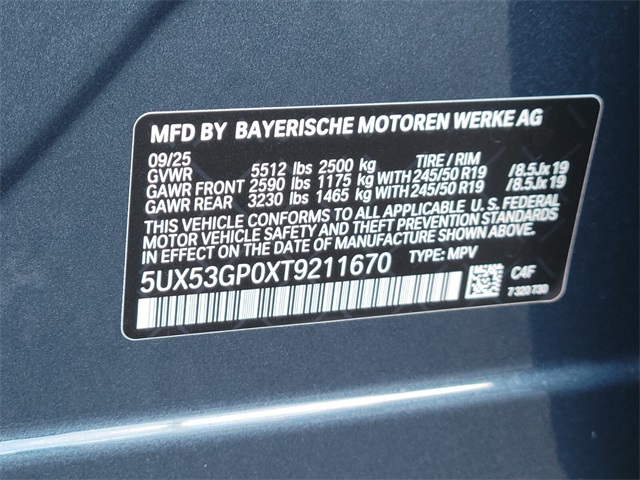 MFD BY BAYERISCHE MOTOREN WERKE AG
09/25 TIRE / RIM
GVWR 5512 lbs 2500 kg
GAWR FRONT 2590 lbs 1175 kg WITH 245/50 R19 /8.5Jx19
GAWR REAR 3230 lbs 1465 kg WITH 245/50 R19 /8.5Jx19
THIS VEHICLE CONFORMS TO ALL APPLICABLE U. S. FEDERAL
MOTOR VEHICLE SAFETY AND THEFT PREVENTION STANDARDS
IN EFFECT ON THE DATE OF MANUFACTURE SHOWN ABOVE.
5UX53GP0XT9211670 TYPE: MPV
C4F
7320730